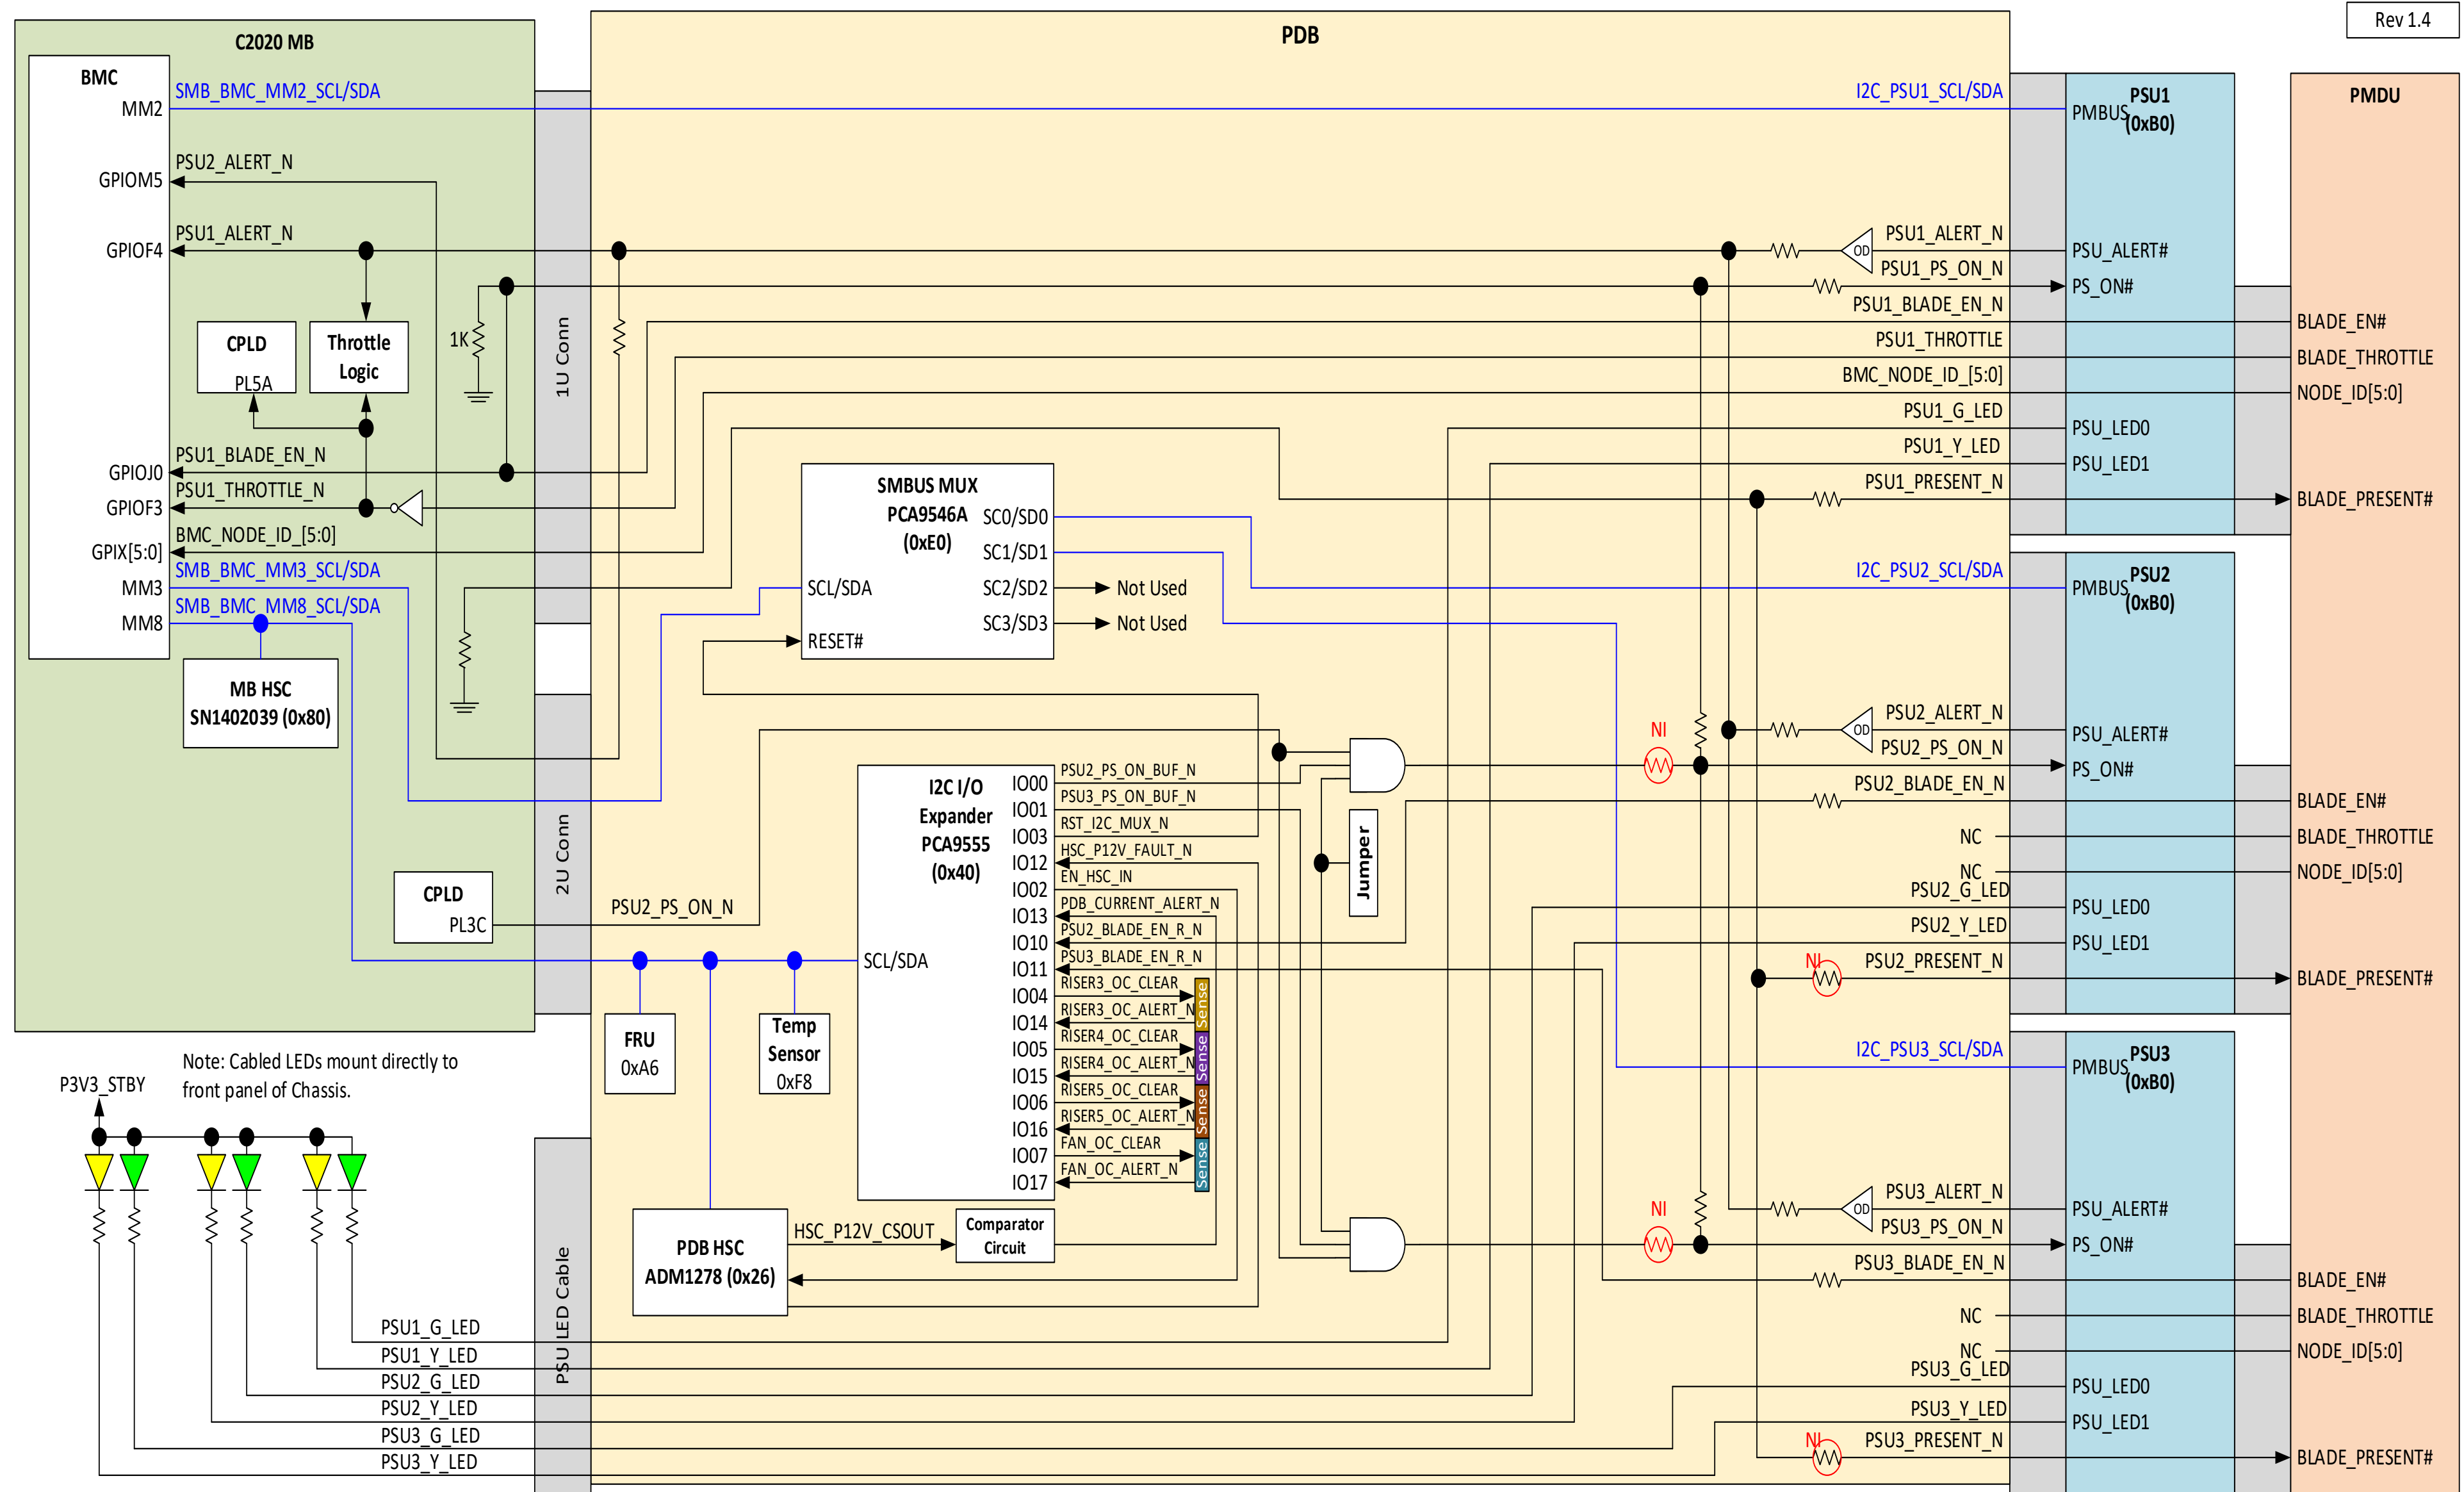 Rev 1.4
C2020 MB
BMC
MM2
SMB_BMC_MM2_SCL/SDA
GPIOM5
PSU2_ALERT_N
GPIOF4
PSU1_ALERT_N
CPLD
PL5A
Throttle
Logic
1K
GPIOJ0
PSU1_BLADE_EN_N
GPIOF3
PSU1_THROTTLE_N
GPIX[5:0]
BMC_NODE_ID_[5:0]
MM3
SMB_BMC_MM3_SCL/SDA
MM8
SMB_BMC_MM8_SCL/SDA
MB HSC
SN1402039 (0x80)
CPLD
PL3C
1U Conn
2U Conn
PSU LED Cable
Note: Cabled LEDs mount directly to
front panel of Chassis.
P3V3_STBY
PSU1_G_LED
PSU1_Y_LED
PSU2_G_LED
PSU2_Y_LED
PSU3_G_LED
PSU3_Y_LED
PDB
SMBUS MUX
PCA9546A
(0xE0)
SC0/SD0
SC1/SD1
SC2/SD2
Not Used
SC3/SD3
Not Used
SCL/SDA
RESET#
PSU2_PS_ON_N
I2C I/O
Expander
PCA9555
(0x40)
SCL/SDA
IO00
PSU2_PS_ON_BUF_N
IO01
PSU3_PS_ON_BUF_N
IO03
RST_I2C_MUX_N
IO12
HSC_P12V_FAULT_N
IO02
EN_HSC_IN
IO13
PDB_CURRENT_ALERT_N
IO10
PSU2_BLADE_EN_R_N
IO11
PSU3_BLADE_EN_R_N
IO04
RISER3_OC_CLEAR
IO14
RISER3_OC_ALERT_N
IO05
RISER4_OC_CLEAR
IO15
RISER4_OC_ALERT_N
IO06
RISER5_OC_CLEAR
IO16
RISER5_OC_ALERT_N
IO07
FAN_OC_CLEAR
IO17
FAN_OC_ALERT_N
Sense
Sense
Sense
Sense
FRU
0xA6
Temp
Sensor
0xF8
PDB HSC
ADM1278 (0x26)
HSC_P12V_CSOUT
Comparator
Circuit
Jumper
NI
NI
I2C_PSU1_SCL/SDA
PSU1_ALERT_N
OD
PSU1_PS_ON_N
PSU1_BLADE_EN_N
PSU1_THROTTLE
BMC_NODE_ID_[5:0]
PSU1_G_LED
PSU1_Y_LED
PSU1_PRESENT_N
I2C_PSU2_SCL/SDA
PSU2_ALERT_N
OD
PSU2_PS_ON_N
PSU2_BLADE_EN_N
NC
NC
PSU2_G_LED
PSU2_Y_LED
NI
PSU2_PRESENT_N
I2C_PSU3_SCL/SDA
PSU3_ALERT_N
OD
PSU3_PS_ON_N
PSU3_BLADE_EN_N
NC
NC
PSU3_G_LED
PSU3_Y_LED
NI
PSU3_PRESENT_N
PSU1
(0xB0)
PMBUS
PSU_ALERT#
PS_ON#
PSU_LED0
PSU_LED1
PSU2
(0xB0)
PMBUS
PSU_ALERT#
PS_ON#
PSU_LED0
PSU_LED1
PSU3
(0xB0)
PMBUS
PSU_ALERT#
PS_ON#
PSU_LED0
PSU_LED1
PMDU
BLADE_EN#
BLADE_THROTTLE
NODE_ID[5:0]
BLADE_PRESENT#
BLADE_EN#
BLADE_THROTTLE
NODE_ID[5:0]
BLADE_PRESENT#
BLADE_EN#
BLADE_THROTTLE
NODE_ID[5:0]
BLADE_PRESENT#